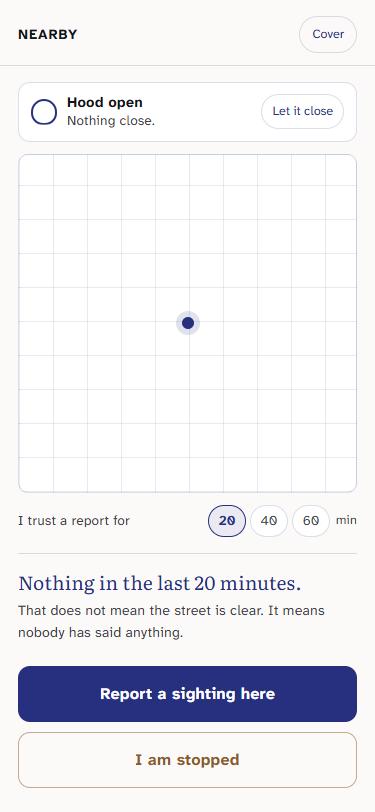 NEARBY
Cover
Hood open
Nothing close.
Let it close
I trust a report for
20
40
60
min
Nothing in the last 20 minutes.
That does not mean the street is clear. It means
nobody has said anything.
Report a sighting here
I am stopped